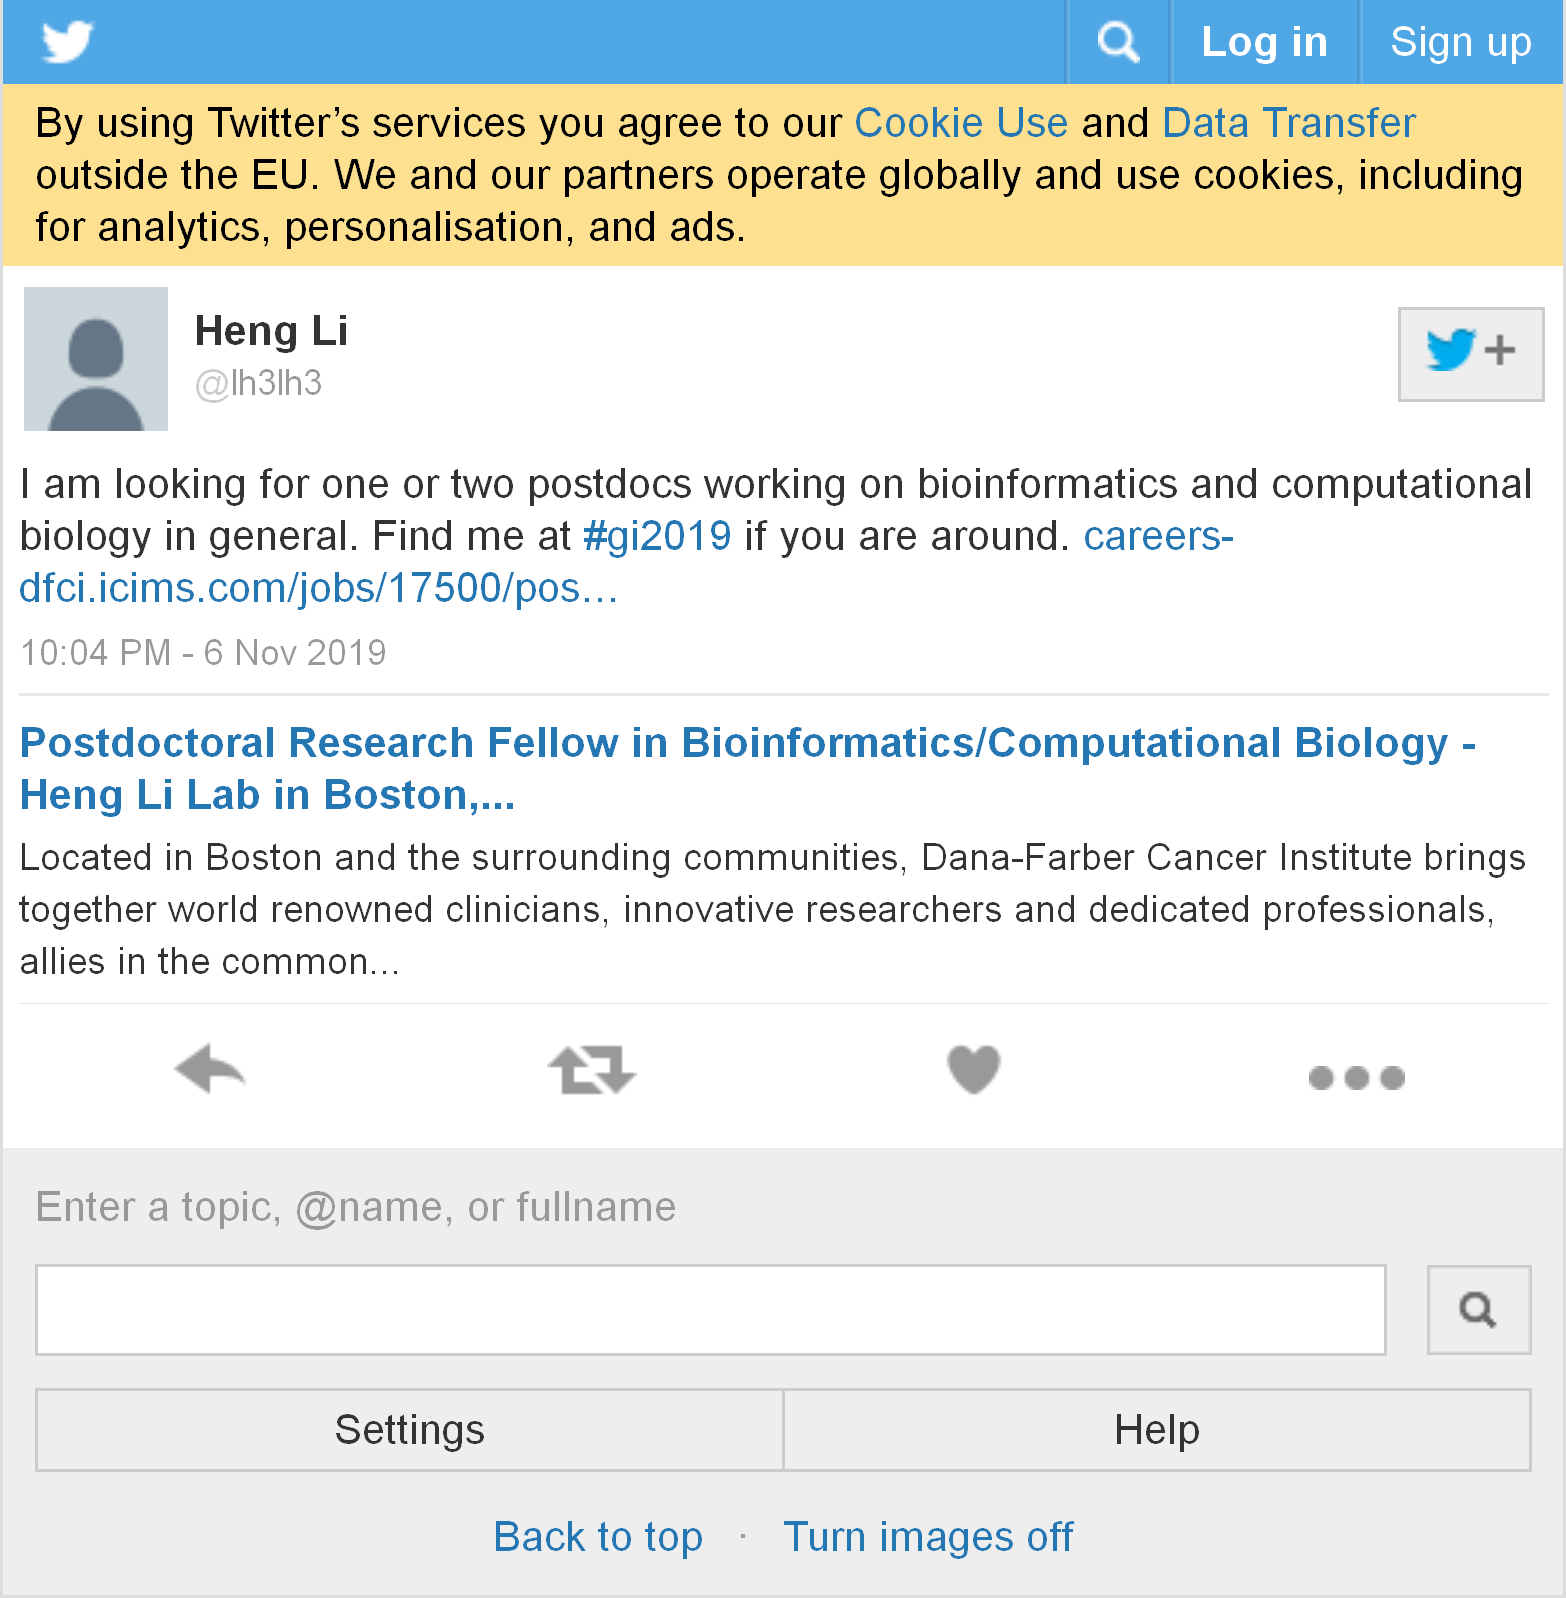 Log in
Sign up
By using Twitter’s services you agree to our Cookie Use and Data Transfer
outside the EU. We and our partners operate globally and use cookies, including
for analytics, personalisation, and ads.
Heng Li
@lh3lh3
+
I am looking for one or two postdocs working on bioinformatics and computational
biology in general. Find me at #gi2019 if you are around. careers-
dfci.icims.com/jobs/17500/pos…
10:04 PM - 6 Nov 2019
Postdoctoral Research Fellow in Bioinformatics/Computational Biology -
Heng Li Lab in Boston,...
Located in Boston and the surrounding communities, Dana-Farber Cancer Institute brings
together world renowned clinicians, innovative researchers and dedicated professionals,
allies in the common...
Enter a topic, @name, or fullname
Settings
Help
Back to top · Turn images off